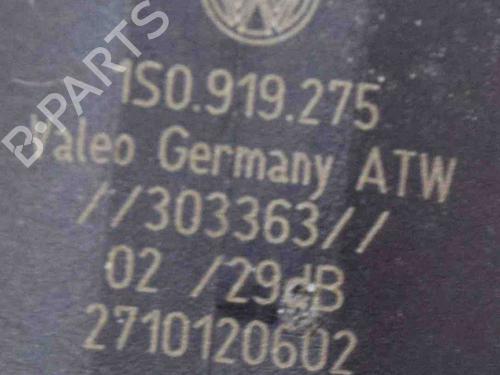 B-PARTS
1S0.919.275
Valeo Germany ATW
//303363//
02 /29dB
2710120602